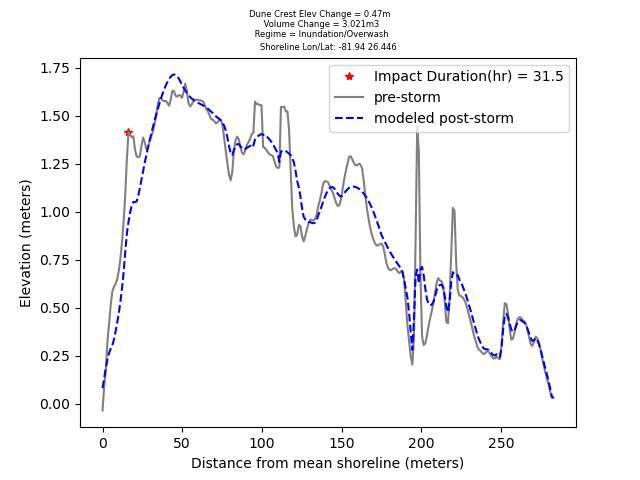 Dune Crest Elev Change = 0.47m
Volume Change = 3.021m3
Regime = Inundation/Overwash
Shoreline Lon/Lat: -81.94 26.446
Impact Duration(hr) = 31.5
pre-storm
modeled post-storm
Elevation (meters)
1.75
1.50
1.25
1.00
0.75
0.50
0.25
0.00
0 50 100 150 200 250
Distance from mean shoreline (meters)